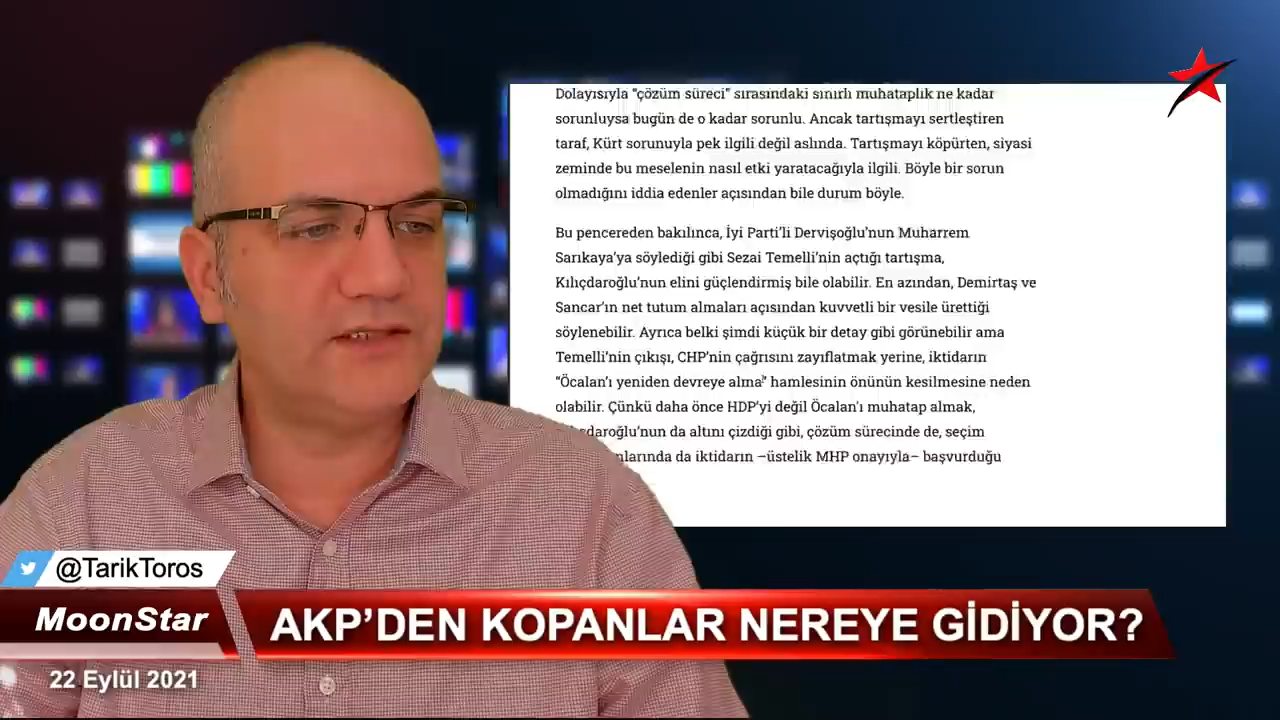 Dolayısıyla "çözüm süreci" sırasındaki sınırlı muhataplık ne kadar
sorunluysa bugün de o kadar sorunlu. Ancak tartışmayı sertleştiren
taraf, Kürt sorunuyla pek ilgili değil aslında. Tartışmayı köpürten, siyasi
zeminde bu meselenin nasıl etki yaratacağıyla ilgili. Böyle bir sorun
olmadığını iddia edenler açısından bile durum böyle.
Bu pencereden bakılınca, İyi Parti'li Dervişoğlu'nun Muharrem
Sarıkaya'ya söylediği gibi Sezai Temelli'nin açtığı tartışma,
Kılıçdaroğlu'nun elini güçlendirmiş bile olabilir. En azından, Demirtaş ve
Sancar'ın net tutum almaları açısından kuvvetli bir vesile ürettiği
söylenebilir. Ayrıca belki şimdi küçük bir detay gibi görünebilir ama
Temelli'nin çıkışı, CHP'nin çağrısını zayıflatmak yerine, iktidarın
"Öcalan'ı yeniden devreye alma" hamlesinin önünün kesilmesine neden
olabilir. Çünkü daha önce HDP'yi değil Öcalan'ı muhatap almak,
daroğlu'nun da altını çizdiği gibi, çözüm sürecinde de, seçim
nlarında da iktidarın –üstelik MHP onayıyla– başvurduğu
@TarikToros
MoonStar
AKP'DEN KOPANLAR NEREYE GİDİYOR?
22 Eylül 2021